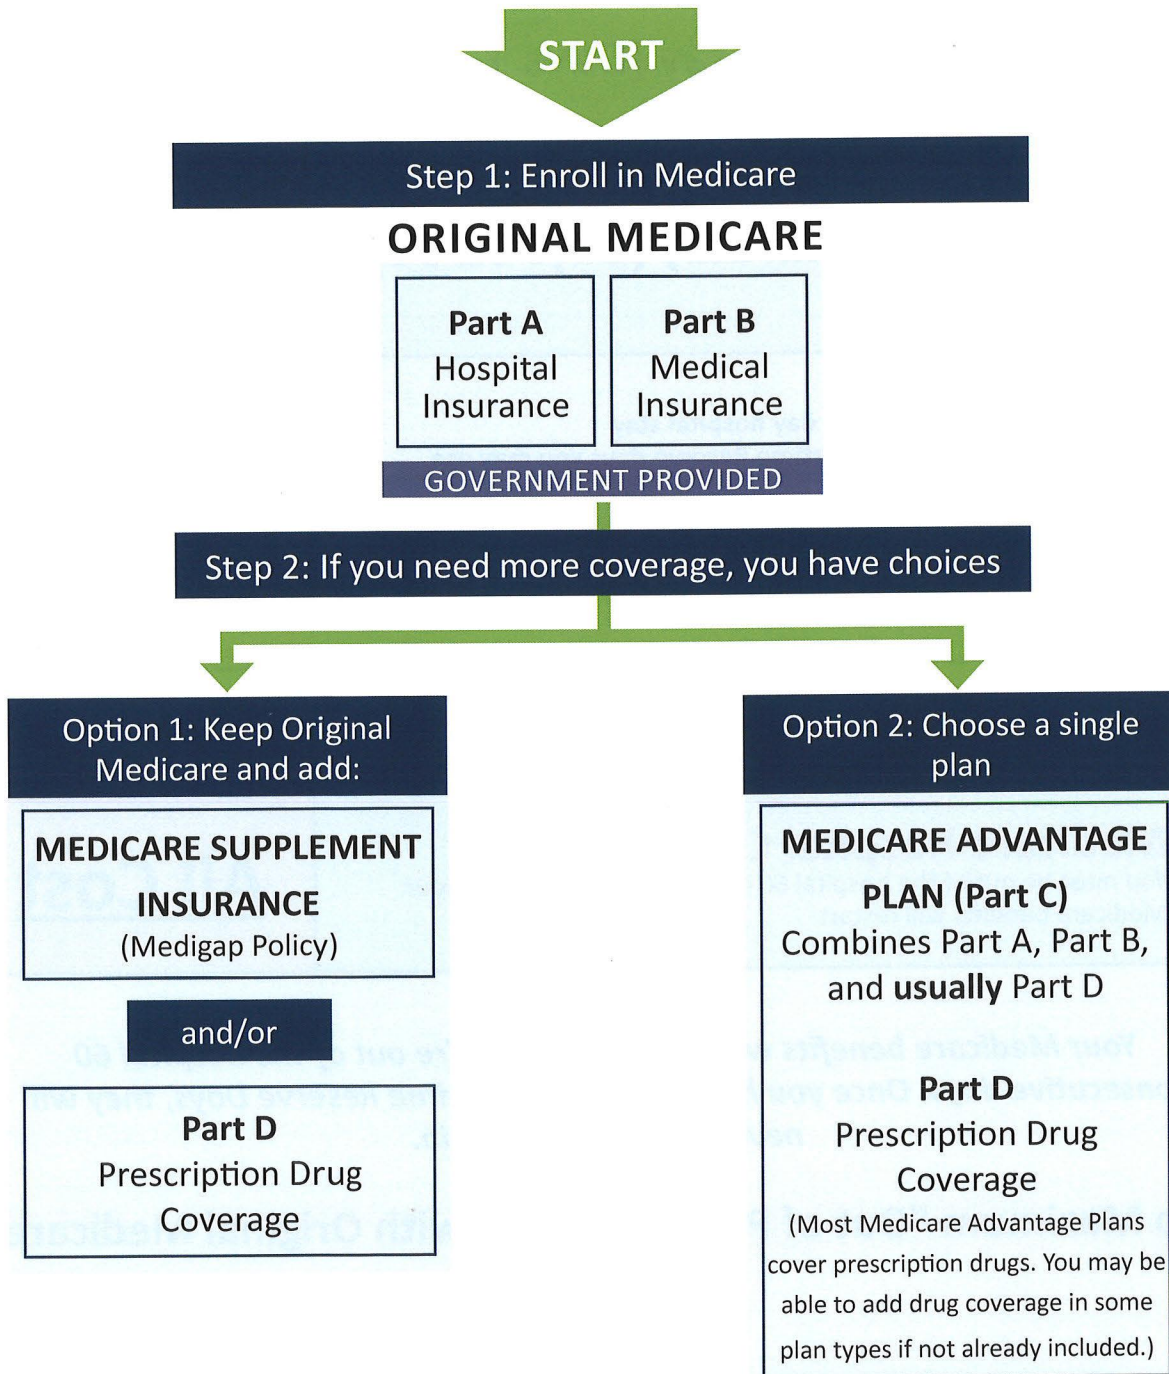 START
Step 1: Enroll in Medicare
ORIGINAL MEDICARE
Part A
Hospital
Insurance
Part B
Medical
Insurance
GOVERNMENT PROVIDED
Step 2: If you need more coverage, you have choices
Option 1: Keep Original
Medicare and add:
MEDICARE SUPPLEMENT
INSURANCE
(Medigap Policy)
and/or
Part D
Prescription Drug
Coverage
Option 2: Choose a single
plan
MEDICARE ADVANTAGE
PLAN (Part C)
Combines Part A, Part B,
and usually Part D
Part D
Prescription Drug
Coverage
(Most Medicare Advantage Plans
cover prescription drugs. You may be
able to add drug coverage in some
plan types if not already included.)